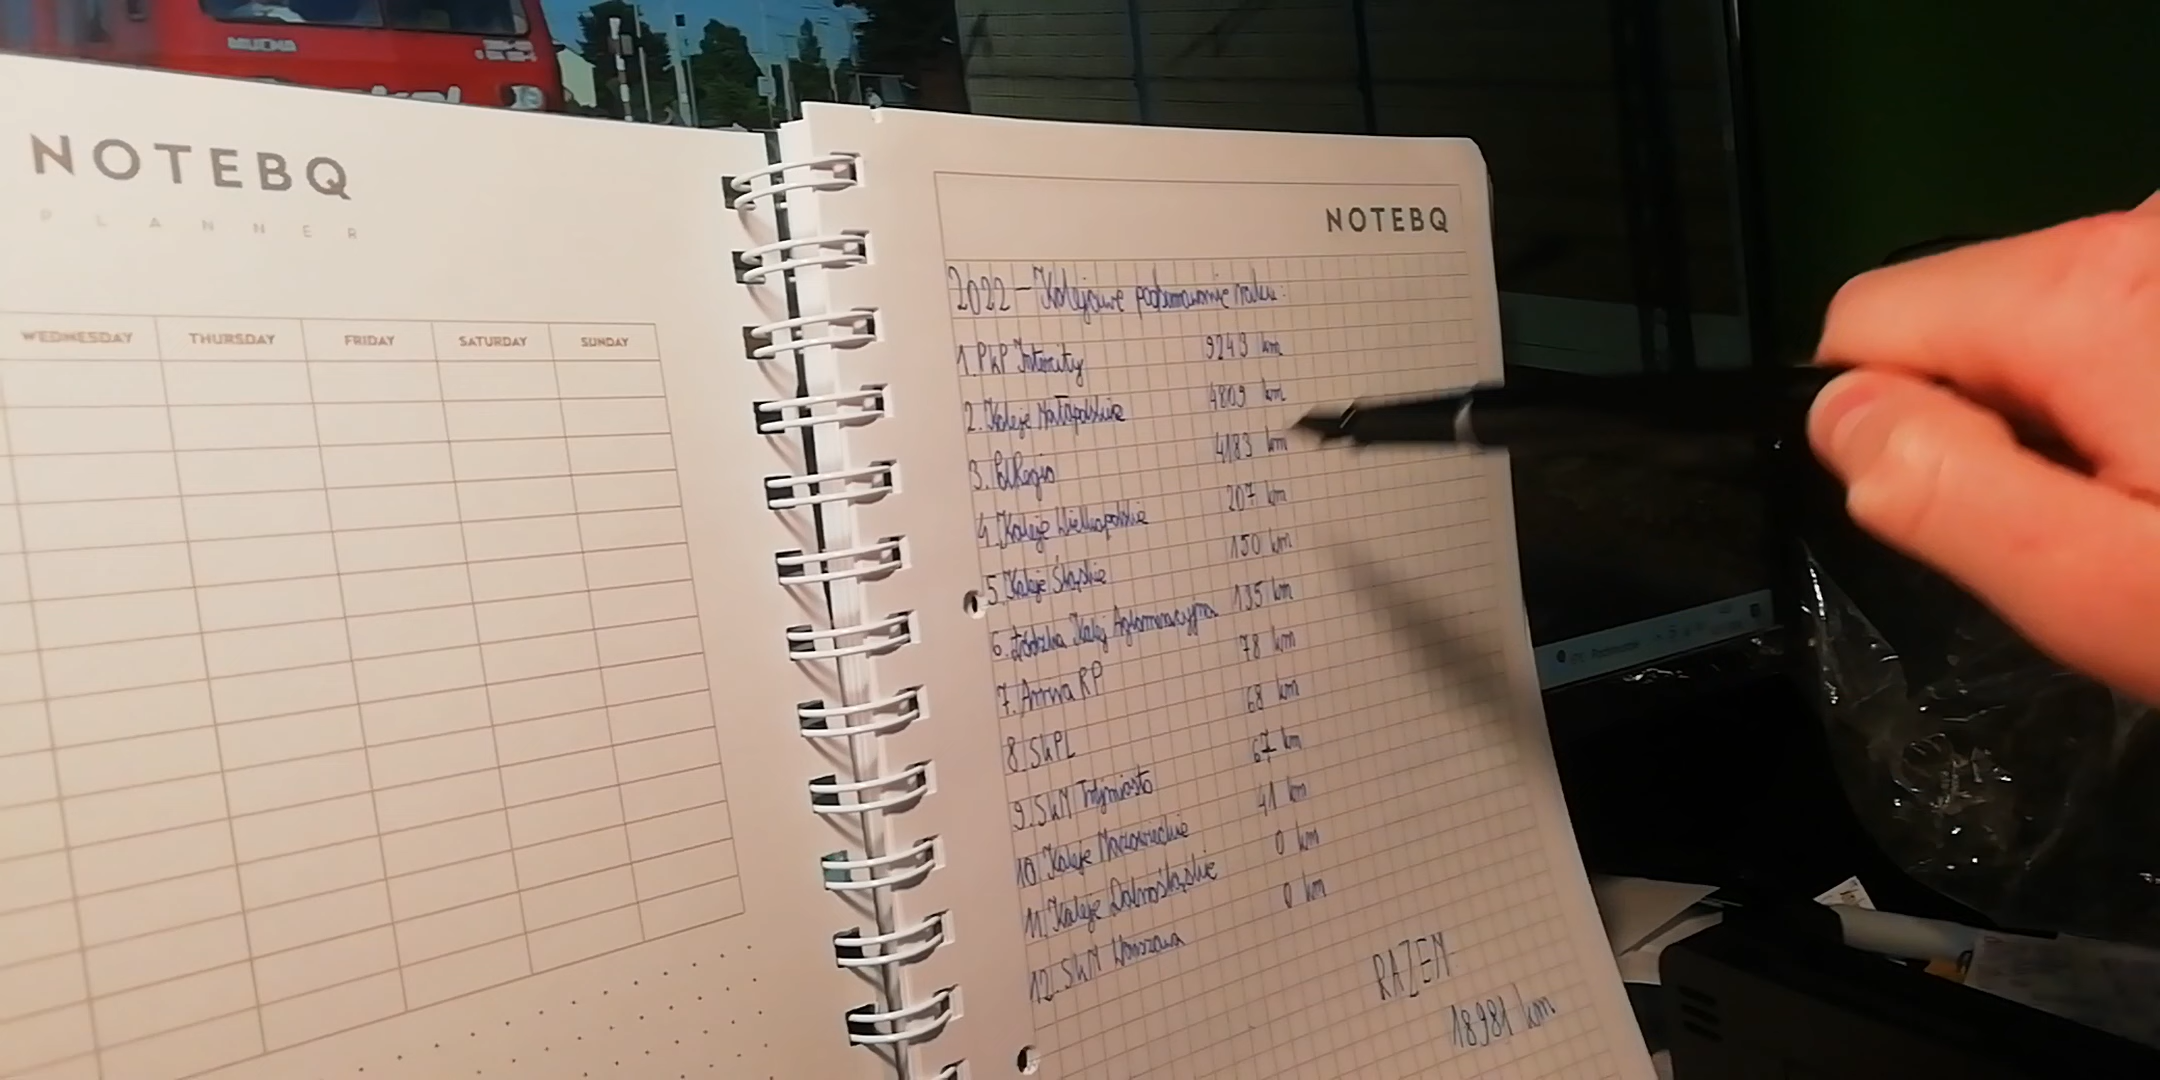 MUCHA
NOTEBQ
PLANNER
WEDNESDAY THURSDAY FRIDAY SATURDAY SUNDAY
NOTEBQ
2022 - Kolejowe podsumowanie roku:
1. PKP Intercity 9243 km
2. Koleje Małopolskie 4809 km
3. PolRegio 4183 km
4. Koleje Wielkopolskie 207 km
5. Koleje Śląskie 150 km
6. Łódzka Kolej Aglomeracyjna 135 km
7. Arriva RP 78 km
8. SKPL 68 km
9. SKM Trójmiasto 67 km
10. Koleje Mazowieckie 41 km
11. Koleje Dolnośląskie 0 km
12. SKM Warszawa 0 km
RAZEM:
18981 km